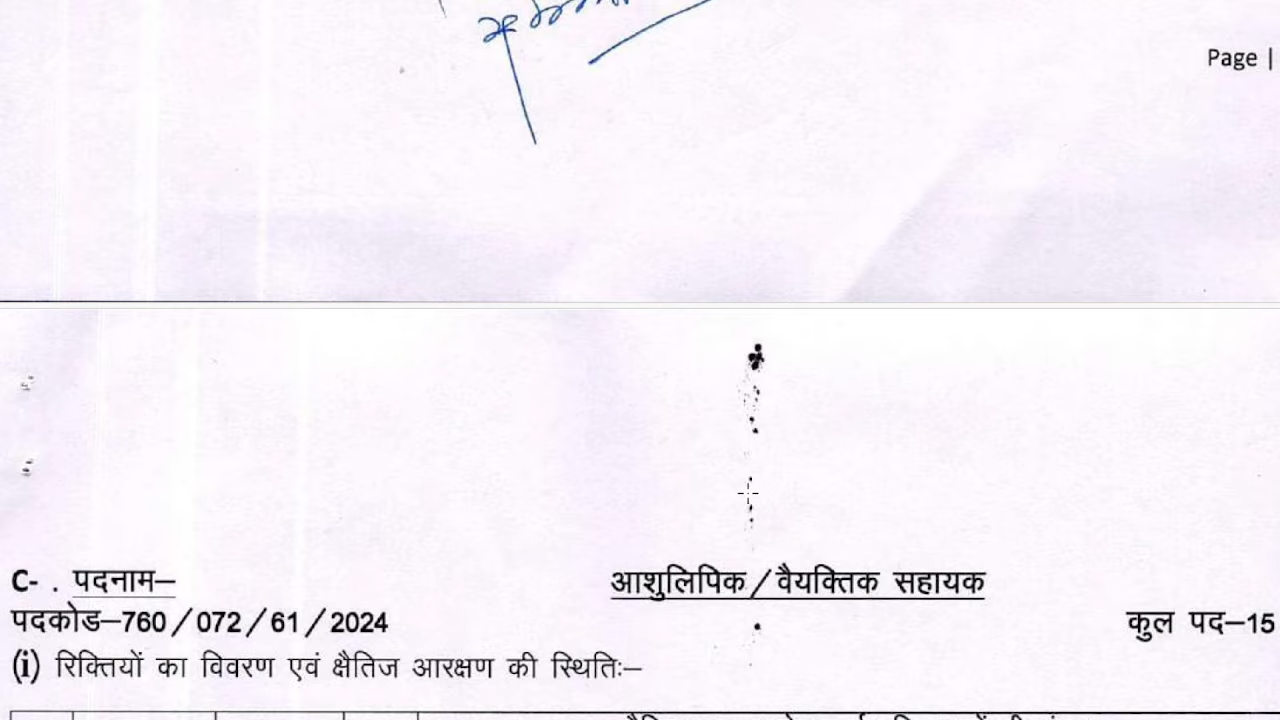 Page |
C- . पदनाम– आशुलिपिक / वैयक्तिक सहायक
पदकोड–760 / 072 / 61 / 2024 कुल पद–15
(i) रिक्तियों का विवरण एवं क्षैतिज आरक्षण की स्थितिः–